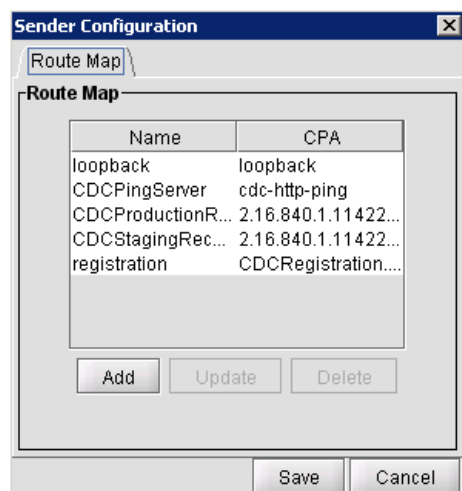 Sender Configuration
Route Map
Route Map
Name CPA
loopback loopback
CDCPingServer cdc-http-ping
CDCProductionR... 2.16.840.1.11422...
CDCStagingRec... 2.16.840.1.11422...
registration CDCRegistration....
Add Update Delete
Save Cancel